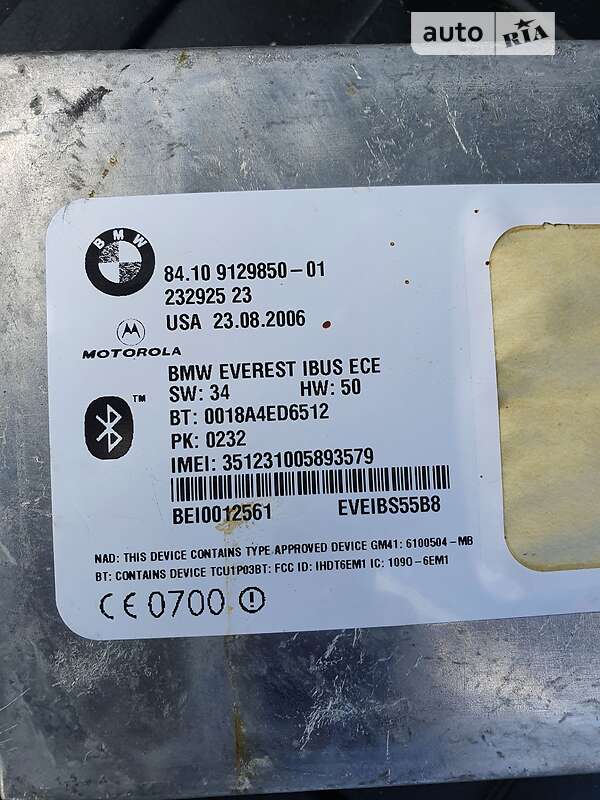 auto RIA
BMW
84.10 9129850-01
232925 23
USA 23.08.2006
MOTOROLA
BMW EVEREST IBUS ECE
SW: 34 HW: 50
TM
BT: 0018A4ED6512
PK: 0232
IMEI: 351231005893579
BEI0012561 EVEIBS55B8
NAD: THIS DEVICE CONTAINS TYPE APPROVED DEVICE GM41: 6100504-MB
BT: CONTAINS DEVICE TCU1P03BT: FCC ID: IHDT6EM1 IC: 1090-6EM1
CE 0700